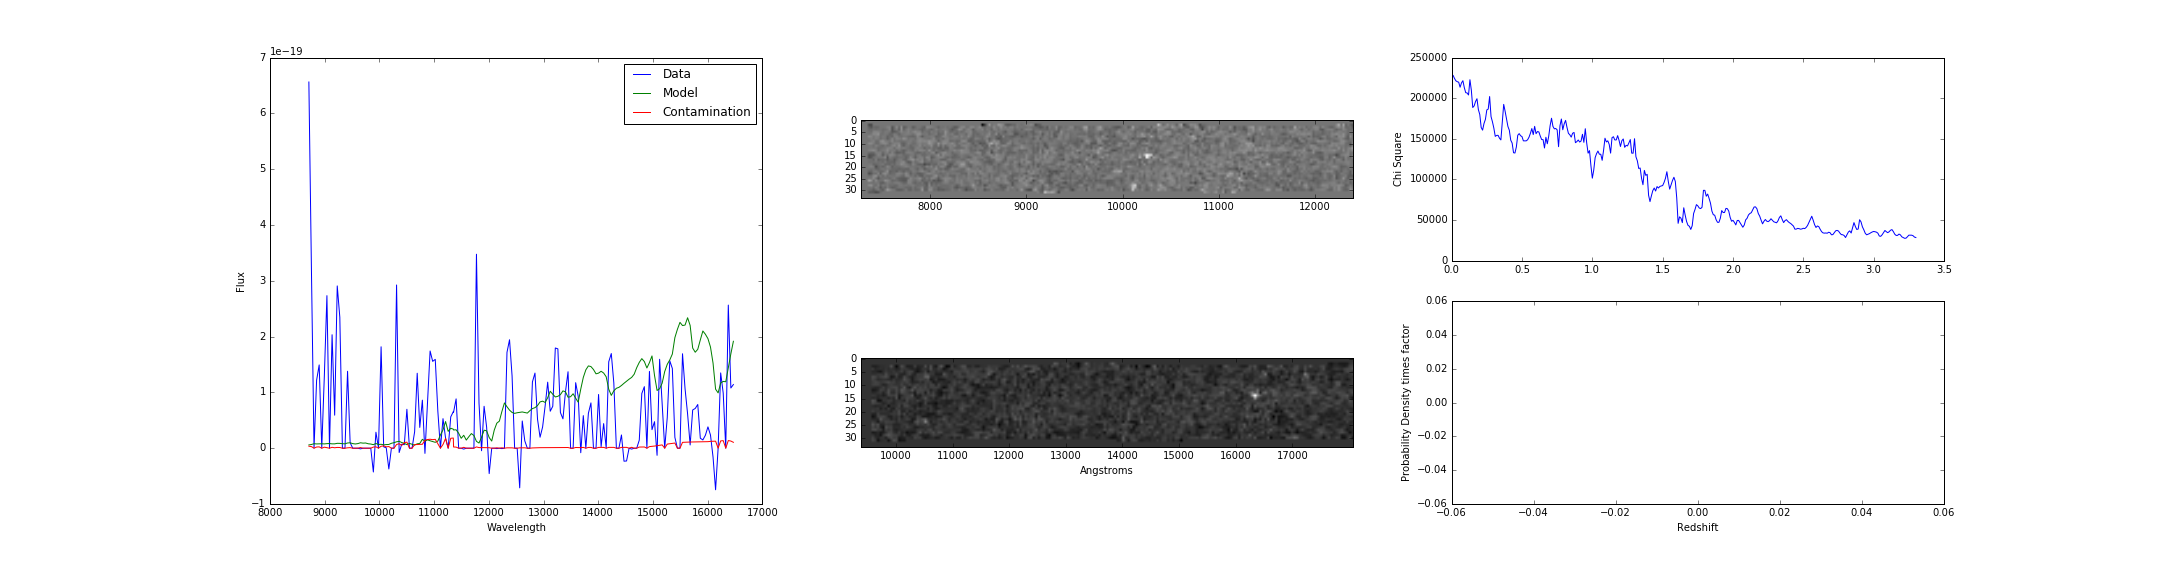 1e−19
7
6
5
4
3
2
1
0
−1
Flux
8000 9000 10000 11000 12000 13000 14000 15000 16000 17000
Wavelength
Data
Model
Contamination
0
5
10
15
20
25
30
8000 9000 10000 11000 12000
0
5
10
15
20
25
30
10000 11000 12000 13000 14000 15000 16000 17000
Angstroms
250000
200000
150000
100000
50000
0
Chi Square
0.0 0.5 1.0 1.5 2.0 2.5 3.0 3.5
0.06
0.04
0.02
0.00
−0.02
−0.04
−0.06
Probability Density times factor
−0.06 −0.04 −0.02 0.00 0.02 0.04 0.06
Redshift